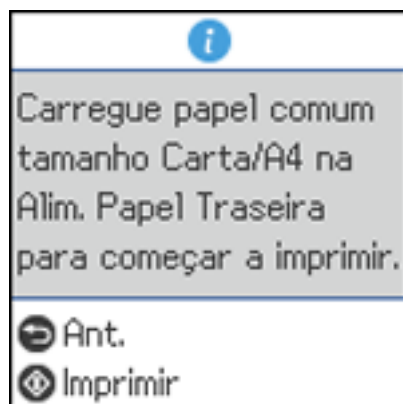 Carregue papel comum
tamanho Carta/A4 na
Alim. Papel Traseira
para começar a imprimir.
Ant.
Imprimir